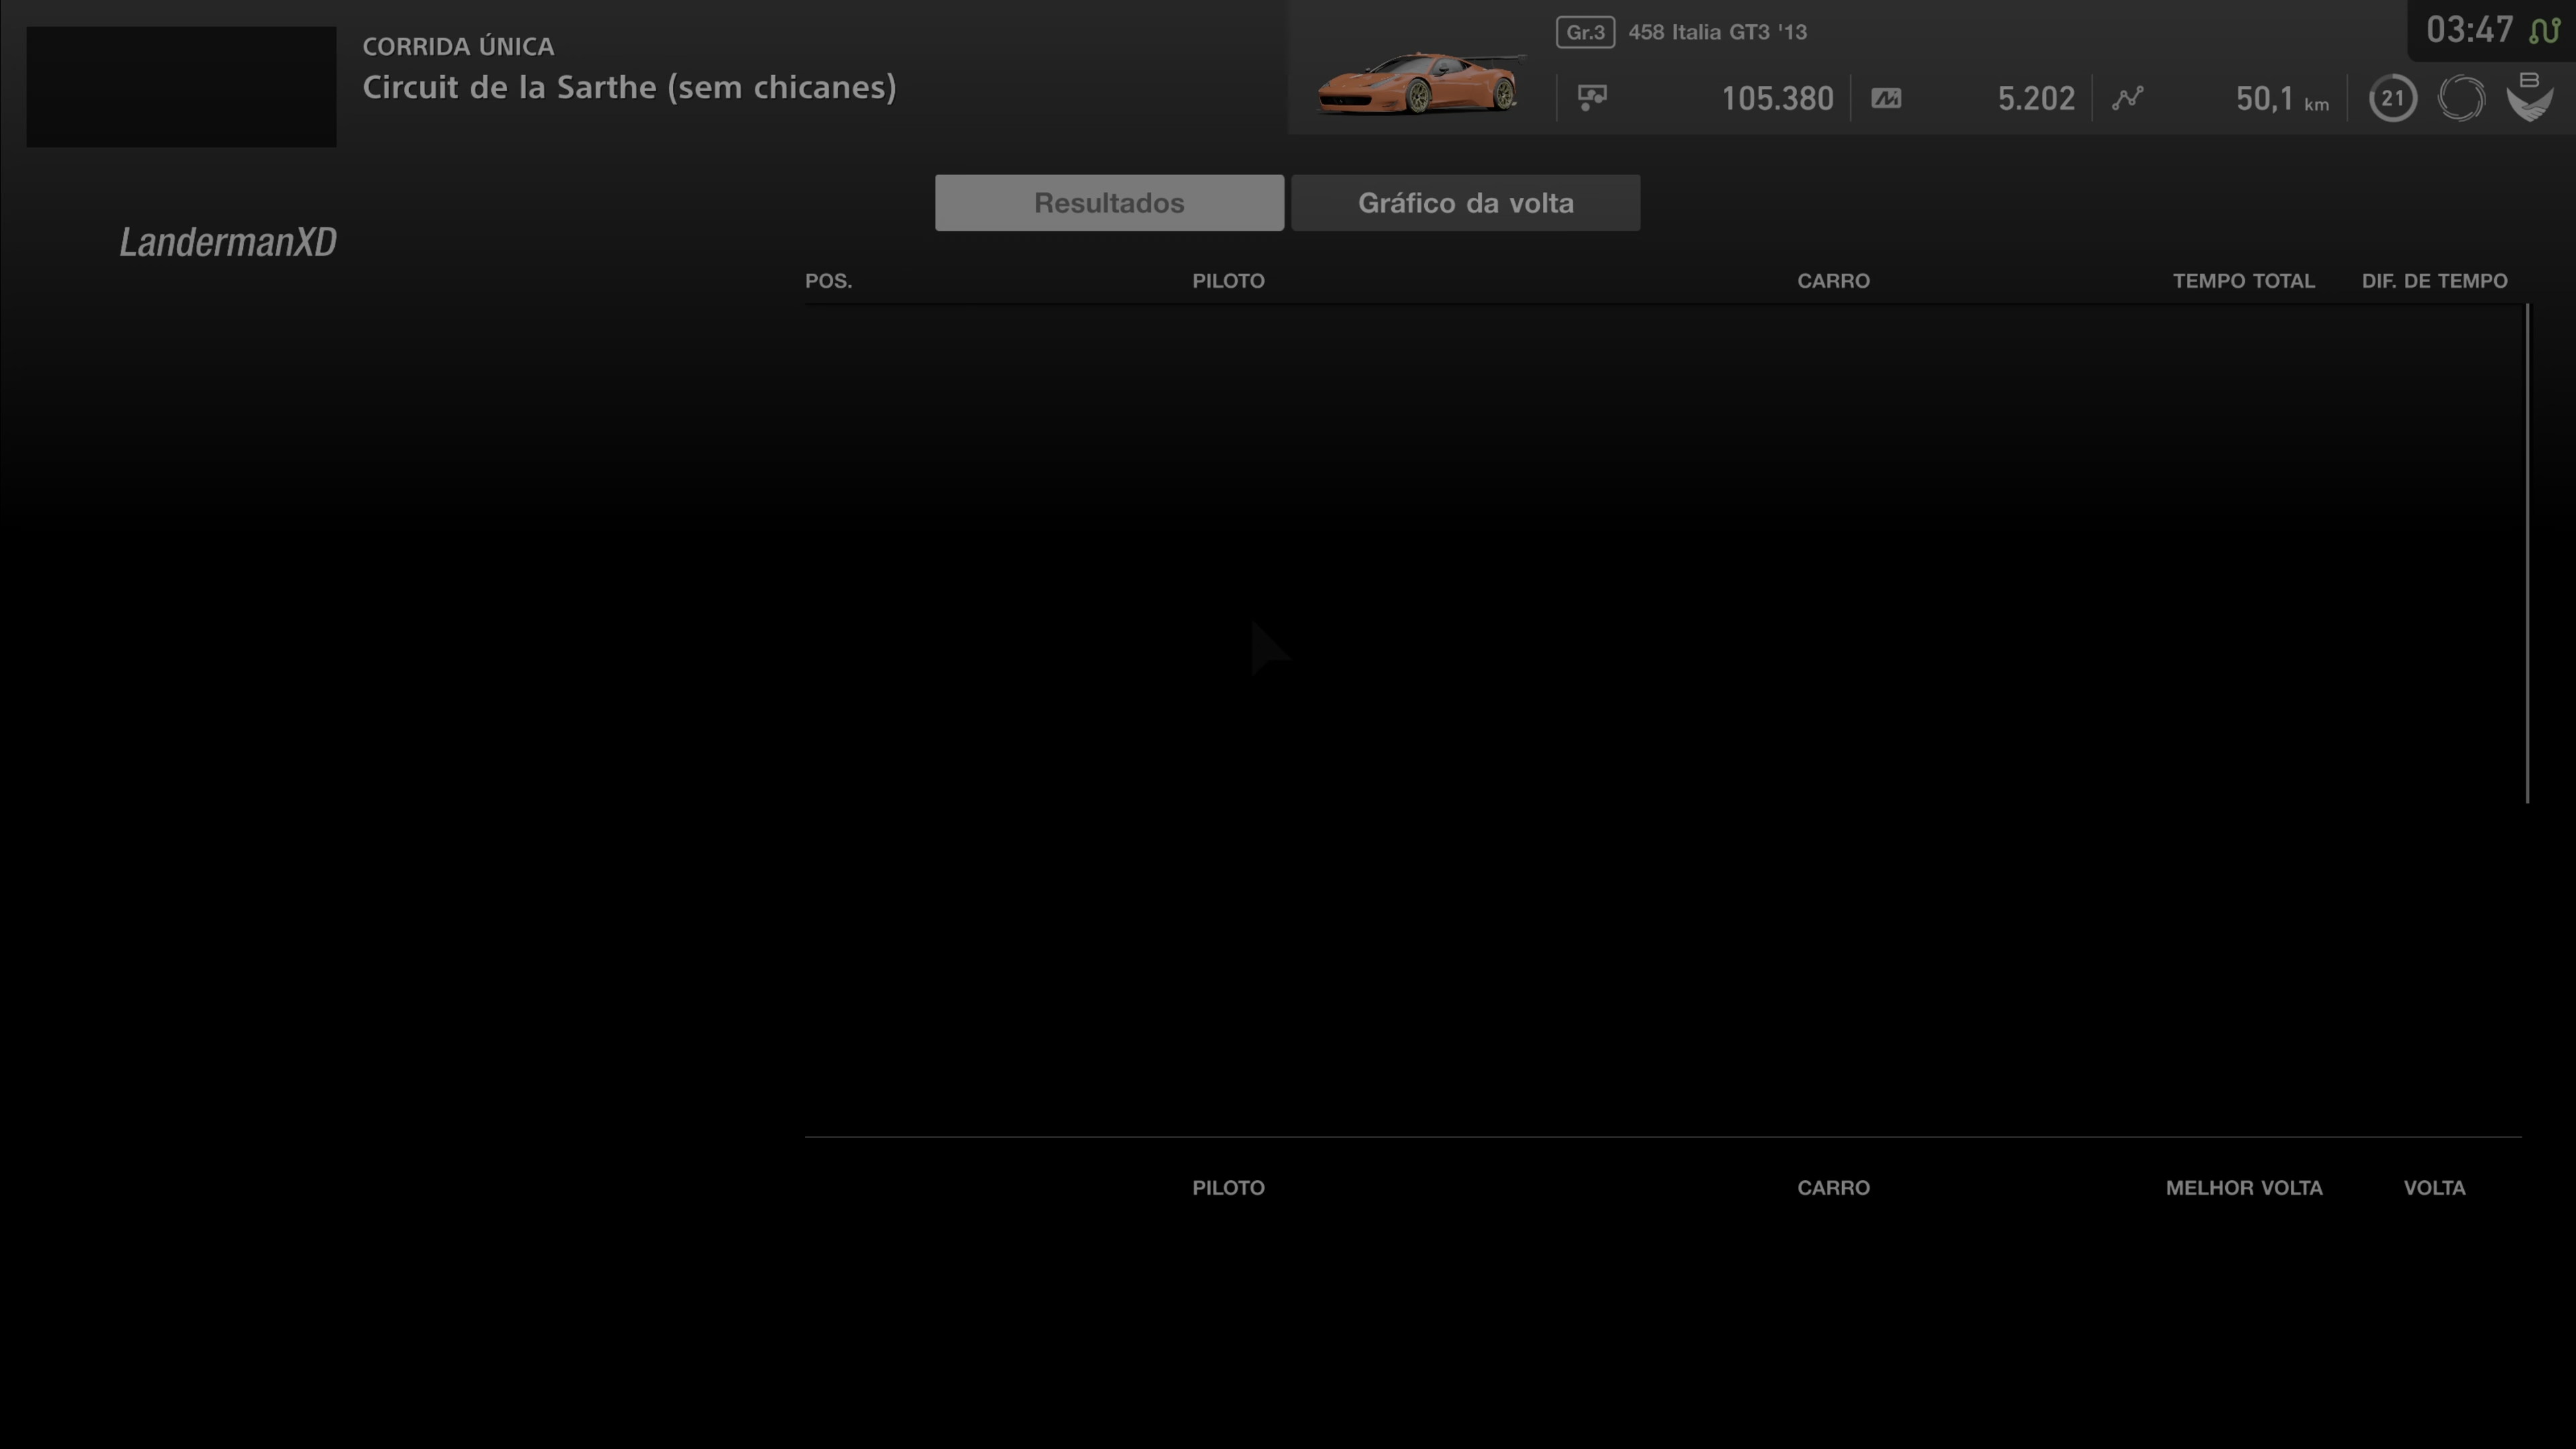 CORRIDA ÚNICA
Circuit de la Sarthe (sem chicanes)
Gr.3 458 Italia GT3 '13
03:47
105.380 5.202 50,1 km 21 B
Resultados Gráfico da volta
LandermanXD
POS. PILOTO CARRO TEMPO TOTAL DIF. DE TEMPO
PILOTO CARRO MELHOR VOLTA VOLTA